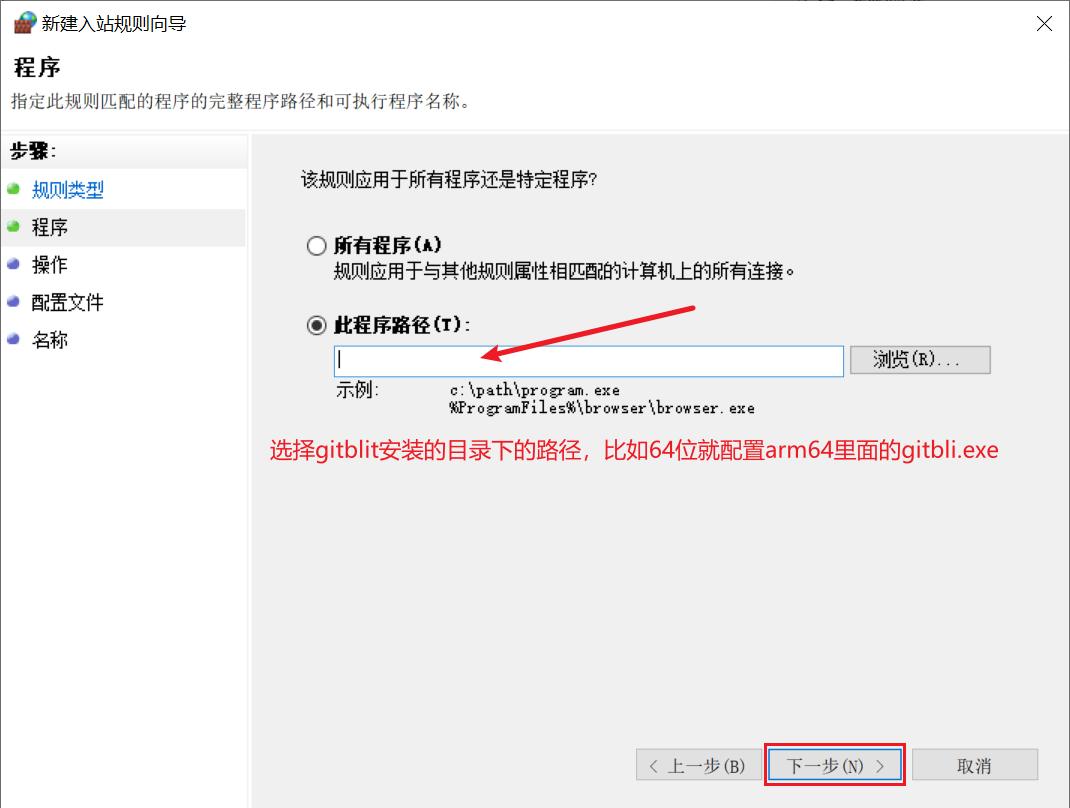 新建入站规则向导
程序
指定此规则匹配的程序的完整程序路径和可执行程序名称。
步骤:
规则类型
程序
操作
配置文件
名称
该规则应用于所有程序还是特定程序?
所有程序(A)
规则应用于与其他规则属性相匹配的计算机上的所有连接。
此程序路径(T):
浏览(R)...
示例: c:\path\program.exe
%ProgramFiles%\browser\browser.exe
选择gitblit安装的目录下的路径，比如64位就配置arm64里面的gitbli.exe
< 上一步(B) 下一步(N) > 取消